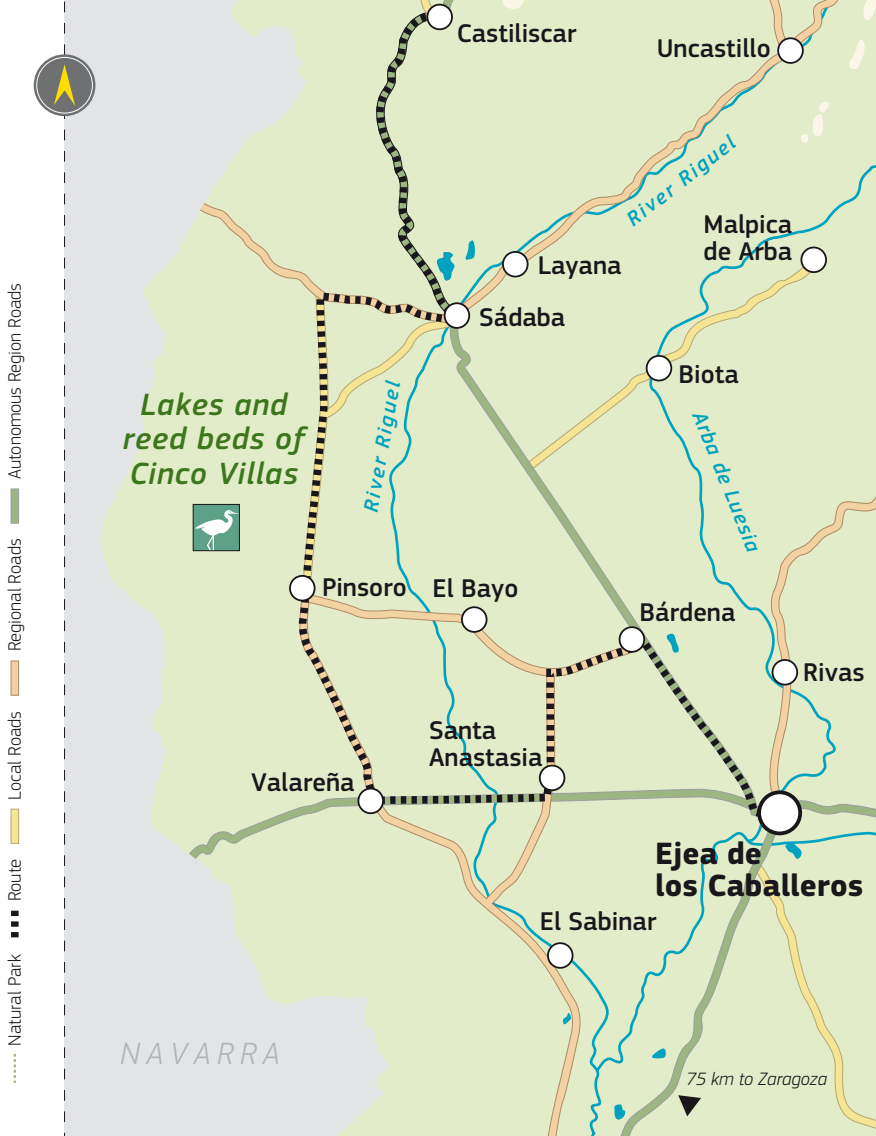 Castiliscar
Uncastillo
River Riguel
Malpica
de Arba
Layana
Sádaba
Biota
Lakes and
reed beds of
Cinco Villas
River Riguel
Arba de Luesia
Pinsoro
El Bayo
Bárdena
Rivas
Santa
Anastasia
Valareña
Ejea de
los Caballeros
El Sabinar
NAVARRA
75 km to Zaragoza
Natural Park
Route
Local Roads
Regional Roads
Autonomous Region Roads